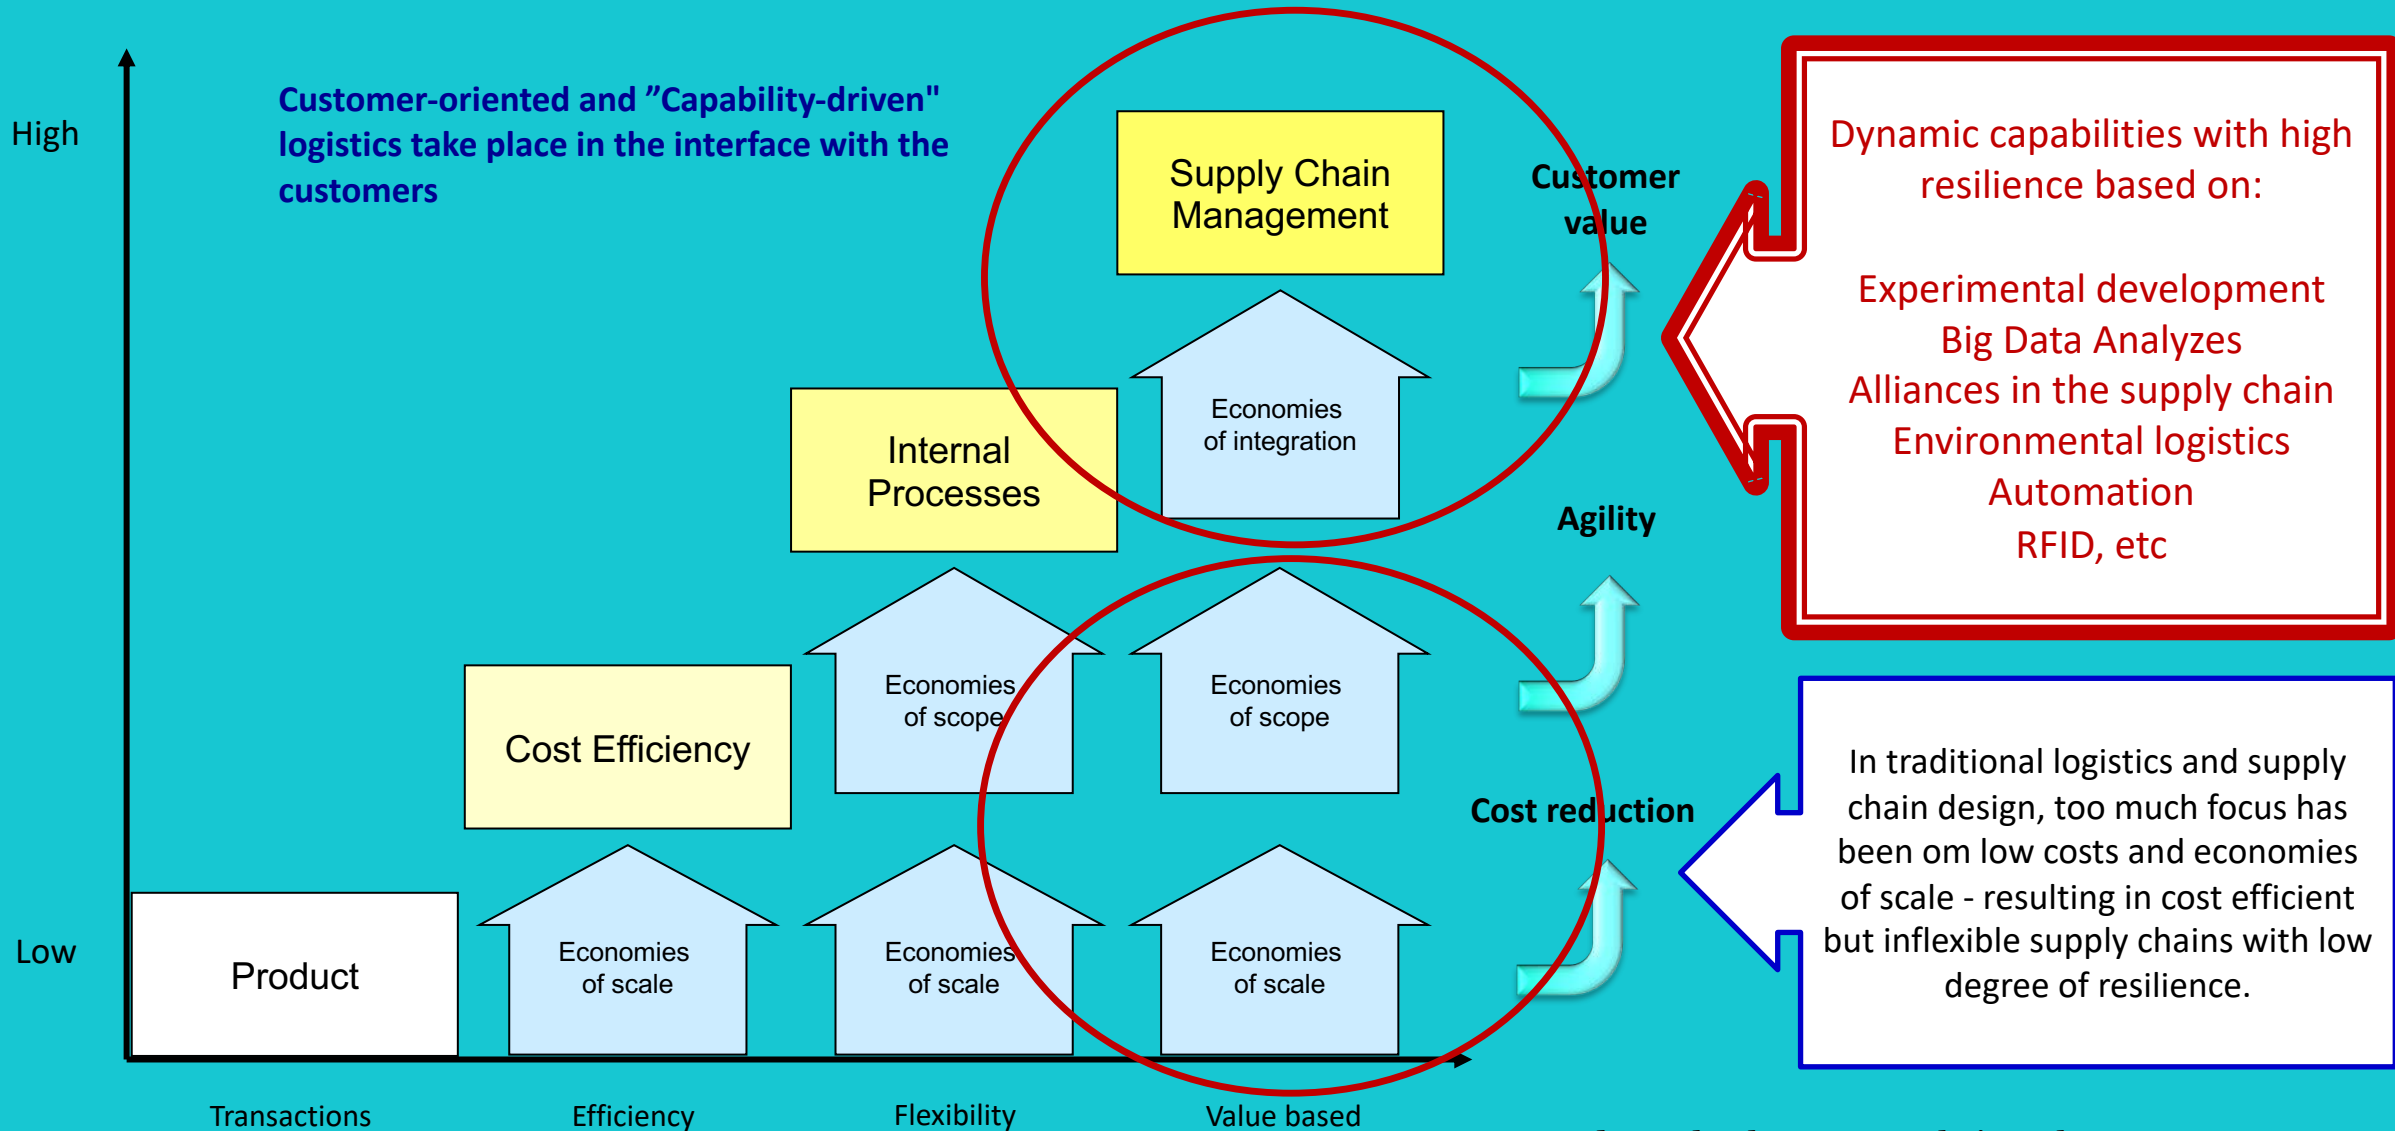 Customer-oriented and ”Capability-driven"
logistics take place in the interface with the
customers
High
Low
Supply Chain
Management
Customer
value
Economies
of integration
Internal
Processes
Agility
Economies
of scope
Economies
of scope
Cost Efficiency
Cost reduction
Product
Economies
of scale
Economies
of scale
Economies
of scale
Transactions
Efficiency
Flexibility
Value based
Dynamic capabilities with high
resilience based on:
Experimental development
Big Data Analyzes
Alliances in the supply chain
Environmental logistics
Automation
RFID, etc
In traditional logistics and supply
chain design, too much focus has
been om low costs and economies
of scale - resulting in cost efficient
but inflexible supply chains with low
degree of resilience.